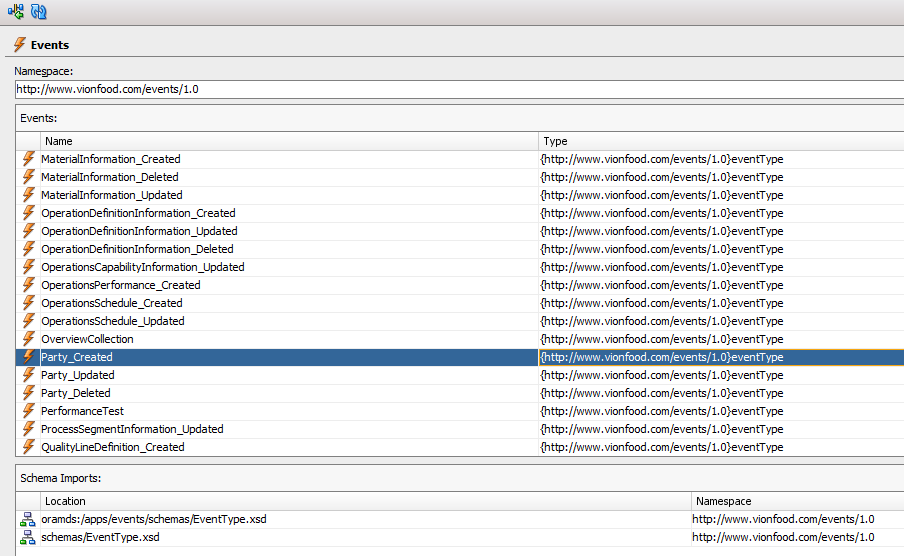 Events
Namespace:
http://www.vionfood.com/events/1.0
Events:
Name Type
MaterialInformation_Created {http://www.vionfood.com/events/1.0}eventType
MaterialInformation_Deleted {http://www.vionfood.com/events/1.0}eventType
MaterialInformation_Updated {http://www.vionfood.com/events/1.0}eventType
OperationDefinitionInformation_Created {http://www.vionfood.com/events/1.0}eventType
OperationDefinitionInformation_Updated {http://www.vionfood.com/events/1.0}eventType
OperationDefinitionInformation_Deleted {http://www.vionfood.com/events/1.0}eventType
OperationsCapabilityInformation_Updated {http://www.vionfood.com/events/1.0}eventType
OperationsPerformance_Created {http://www.vionfood.com/events/1.0}eventType
OperationsSchedule_Created {http://www.vionfood.com/events/1.0}eventType
OperationsSchedule_Updated {http://www.vionfood.com/events/1.0}eventType
OverviewCollection {http://www.vionfood.com/events/1.0}eventType
Party_Created {http://www.vionfood.com/events/1.0}eventType
Party_Updated {http://www.vionfood.com/events/1.0}eventType
Party_Deleted {http://www.vionfood.com/events/1.0}eventType
PerformanceTest {http://www.vionfood.com/events/1.0}eventType
ProcessSegmentInformation_Updated {http://www.vionfood.com/events/1.0}eventType
QualityLineDefinition_Created {http://www.vionfood.com/events/1.0}eventType
Schema Imports:
Location Namespace
oramds:/apps/events/schemas/EventType.xsd http://www.vionfood.com/events/1.0
schemas/EventType.xsd http://www.vionfood.com/events/1.0